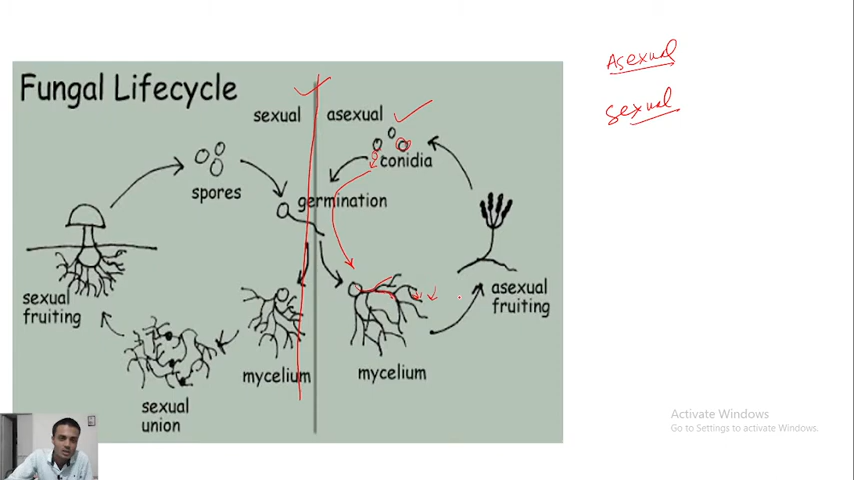 Fungal Lifecycle
sexual
asexual
conidia
spores
germination
sexual
fruiting
asexual
fruiting
mycelium
mycelium
sexual
union
Asexual
Sexual
Activate Windows
Go to Settings to activate Windows.